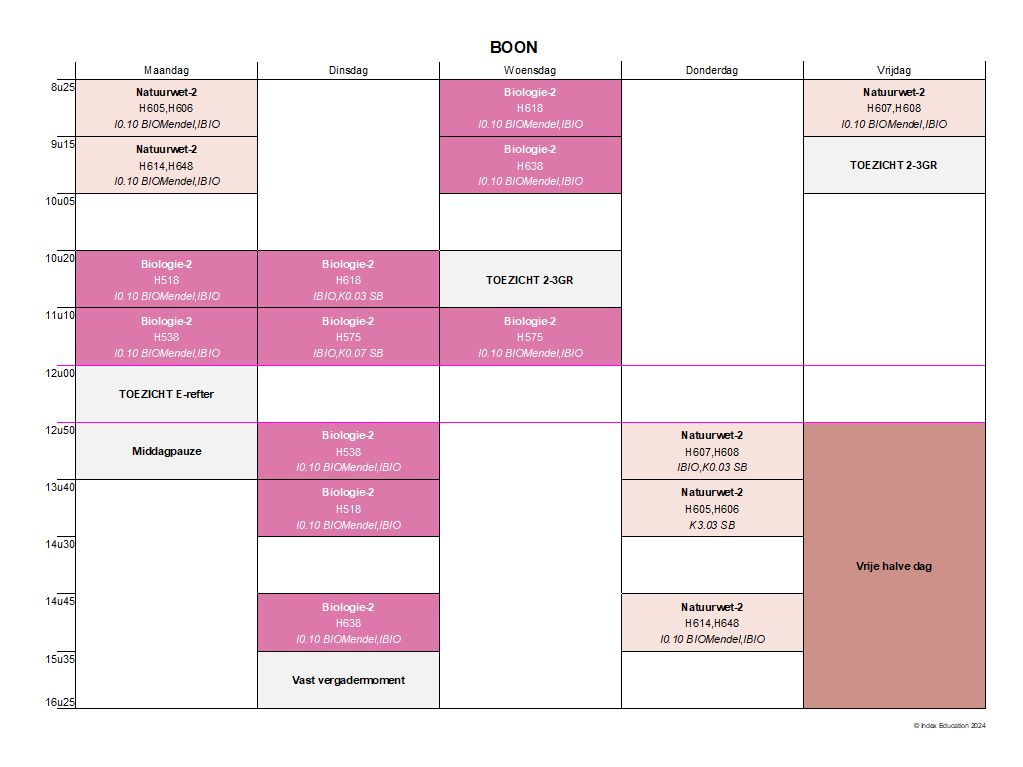 BOON
Maandag Dinsdag Woensdag Donderdag Vrijdag
8u25
Natuurwet-2
H605,H606
I0.10 BIOMendel,IBIO
Biologie-2
H618
I0.10 BIOMendel,IBIO
Natuurwet-2
H607,H608
I0.10 BIOMendel,IBIO
9u15
Natuurwet-2
H614,H648
I0.10 BIOMendel,IBIO
Biologie-2
H638
I0.10 BIOMendel,IBIO
TOEZICHT 2-3GR
10u05
10u20
Biologie-2
H518
I0.10 BIOMendel,IBIO
Biologie-2
H618
IBIO,K0.03 SB
TOEZICHT 2-3GR
11u10
Biologie-2
H538
I0.10 BIOMendel,IBIO
Biologie-2
H575
IBIO,K0.07 SB
Biologie-2
H575
I0.10 BIOMendel,IBIO
12u00
TOEZICHT E-refter
12u50
Middagpauze
Biologie-2
H538
I0.10 BIOMendel,IBIO
Natuurwet-2
H607,H608
IBIO,K0.03 SB
13u40
Biologie-2
H518
I0.10 BIOMendel,IBIO
Natuurwet-2
H605,H606
K3.03 SB
14u30
Vrije halve dag
14u45
Biologie-2
H638
I0.10 BIOMendel,IBIO
Natuurwet-2
H614,H648
I0.10 BIOMendel,IBIO
15u35
Vast vergadermoment
16u25
© Index Education 2024